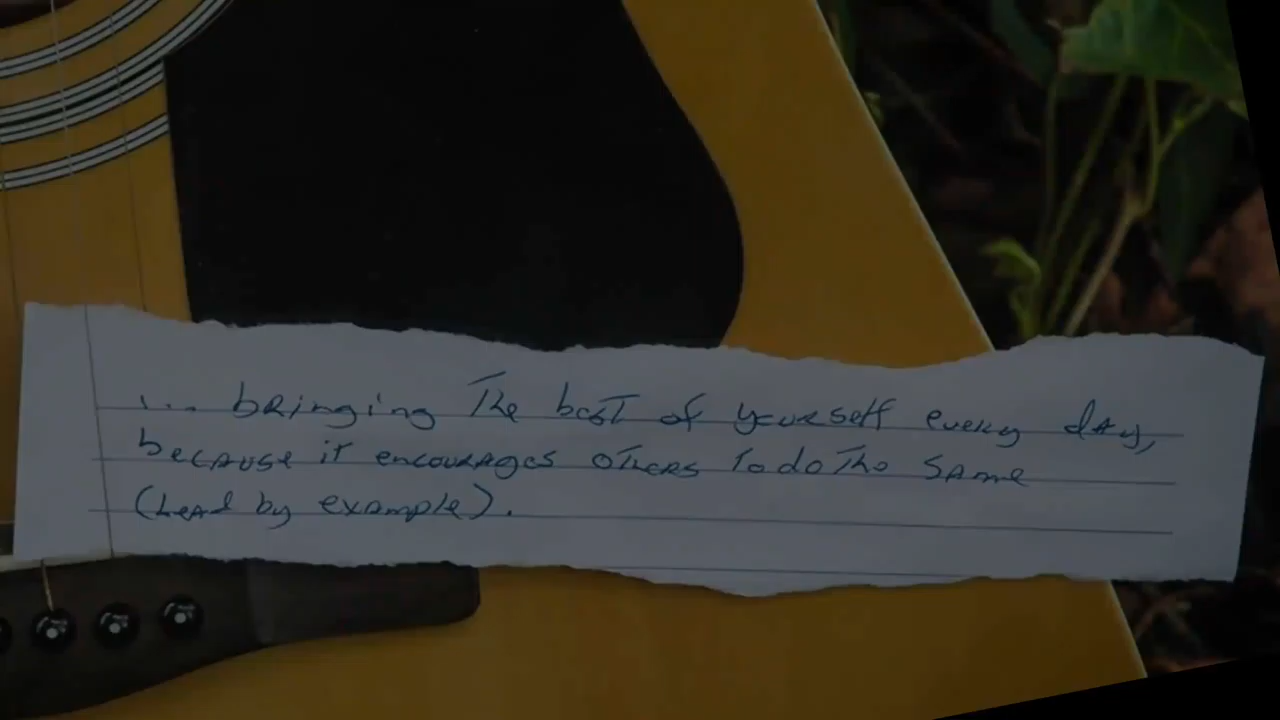 ... bringing The best of yourself every day,
because it encourages others To do The same
(Lead by example).